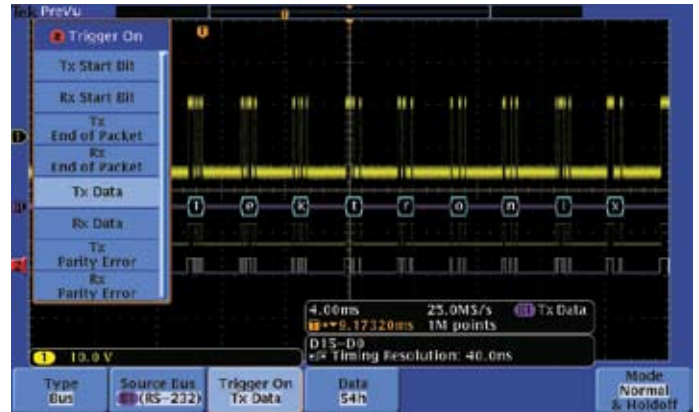 Tek PreVu
Trigger On
Tx Start Bit
Rx Start Bit
Tx
End of Packet
Rx
End of Packet
Tx Data
Rx Data
Tx
Parity Error
Rx
Parity Error
T e k t r o n i x
4.00ms 25.0MS/s B1 Tx Data
9.17320ms 1M points
D15-D0
Timing Resolution: 40.0ns
1 10.0 V
Type
Bus
Source Bus
B1 (RS-232)
Trigger On
Tx Data
Data
54h
Mode
Normal
& Holdoff